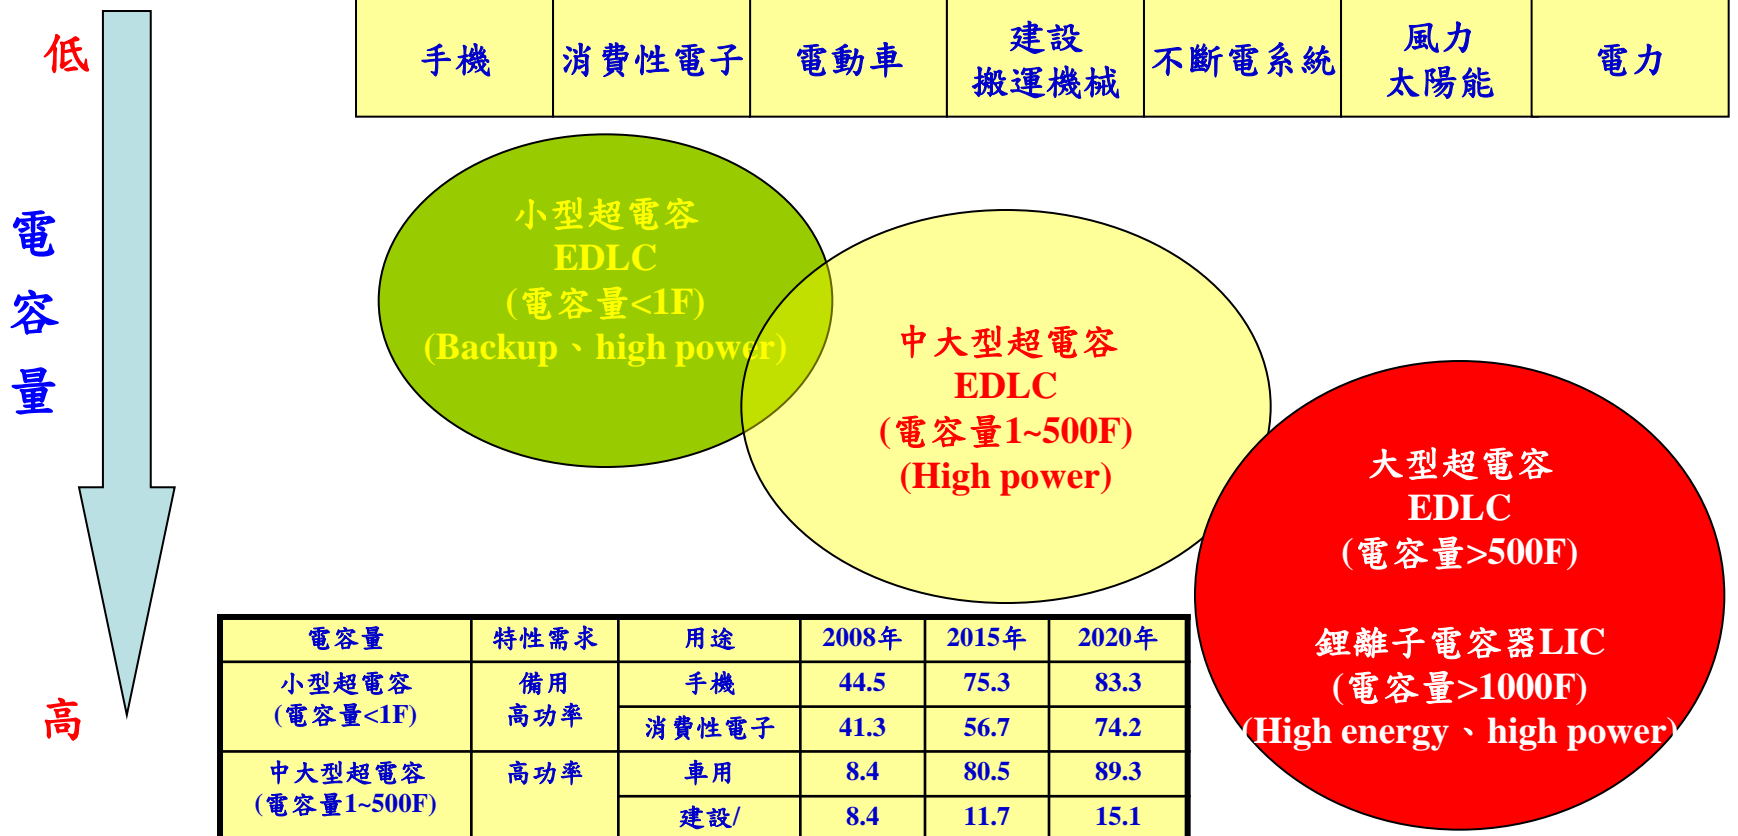 低
電
容
量
高
手機
消費性電子
電動車
建設
搬運機械
不斷電系統
風力
太陽能
電力
小型超電容
EDLC
(電容量<1F)
(Backup、high power)
中大型超電容
EDLC
(電容量1~500F)
(High power)
大型超電容
EDLC
(電容量>500F)
鋰離子電容器LIC
(電容量>1000F)
(High energy、high power)
電容量 特性需求 用途 2008年 2015年 2020年
小型超電容
(電容量<1F)
備用
高功率
手機 44.5 75.3 83.3
消費性電子 41.3 56.7 74.2
中大型超電容
(電容量1~500F)
高功率
車用 8.4 80.5 89.3
建設/ 8.4 11.7 15.1